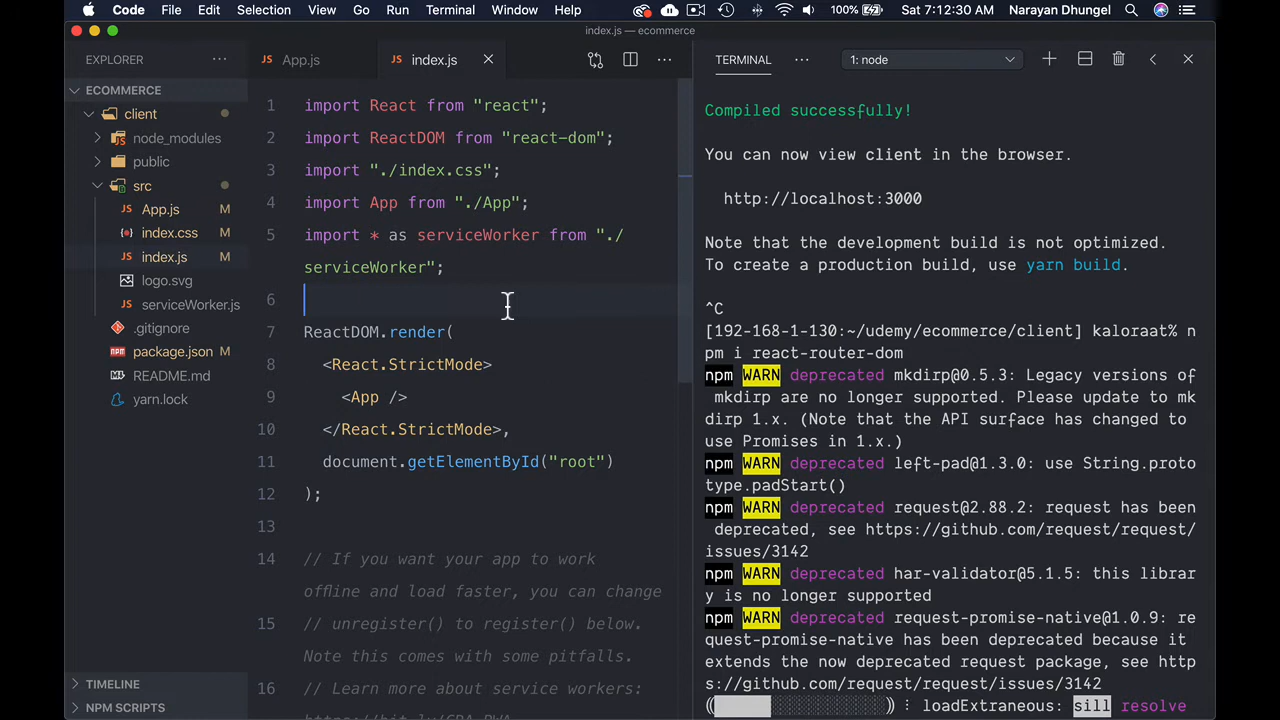 Code File Edit Selection View Go Run Terminal Window Help 100% Sat 7:12:30 AM Narayan Dhungel
index.js — ecommerce
EXPLORER
ECOMMERCE
client
node_modules
public
src
App.js M
index.css M
index.js M
logo.svg
serviceWorker.js
.gitignore
package.json M
README.md
yarn.lock
TIMELINE
NPM SCRIPTS
JS App.js JS index.js
1 import React from "react";
2 import ReactDOM from "react-dom";
3 import "./index.css";
4 import App from "./App";
5 import * as serviceWorker from "./
serviceWorker";
6
7 ReactDOM.render(
8 <React.StrictMode>
9 <App />
10 </React.StrictMode>,
11 document.getElementById("root")
12 );
13
14 // If you want your app to work
offline and load faster, you can change
15 // unregister() to register() below.
Note this comes with some pitfalls.
16 // Learn more about service workers:
https://bit.ly/CRA-PWA
TERMINAL 1: node
Compiled successfully!
You can now view client in the browser.
http://localhost:3000
Note that the development build is not optimized.
To create a production build, use yarn build.
^C
[192-168-1-130:~/udemy/ecommerce/client] kaloraat% n
pm i react-router-dom
npm WARN deprecated mkdirp@0.5.3: Legacy versions of
mkdirp are no longer supported. Please update to mk
dirp 1.x. (Note that the API surface has changed to
use Promises in 1.x.)
npm WARN deprecated left-pad@1.3.0: use String.proto
type.padStart()
npm WARN deprecated request@2.88.2: request has been
deprecated, see https://github.com/request/request/
issues/3142
npm WARN deprecated har-validator@5.1.5: this librar
y is no longer supported
npm WARN deprecated request-promise-native@1.0.9: re
quest-promise-native has been deprecated because it
extends the now deprecated request package, see http
s://github.com/request/request/issues/3142
loadExtraneous: sill resolve